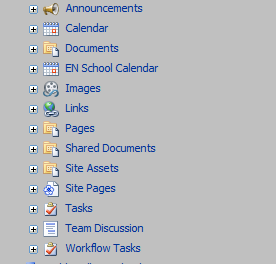 Announcements
Calendar
Documents
EN School Calendar
Images
Links
Pages
Shared Documents
Site Assets
Site Pages
Tasks
Team Discussion
Workflow Tasks